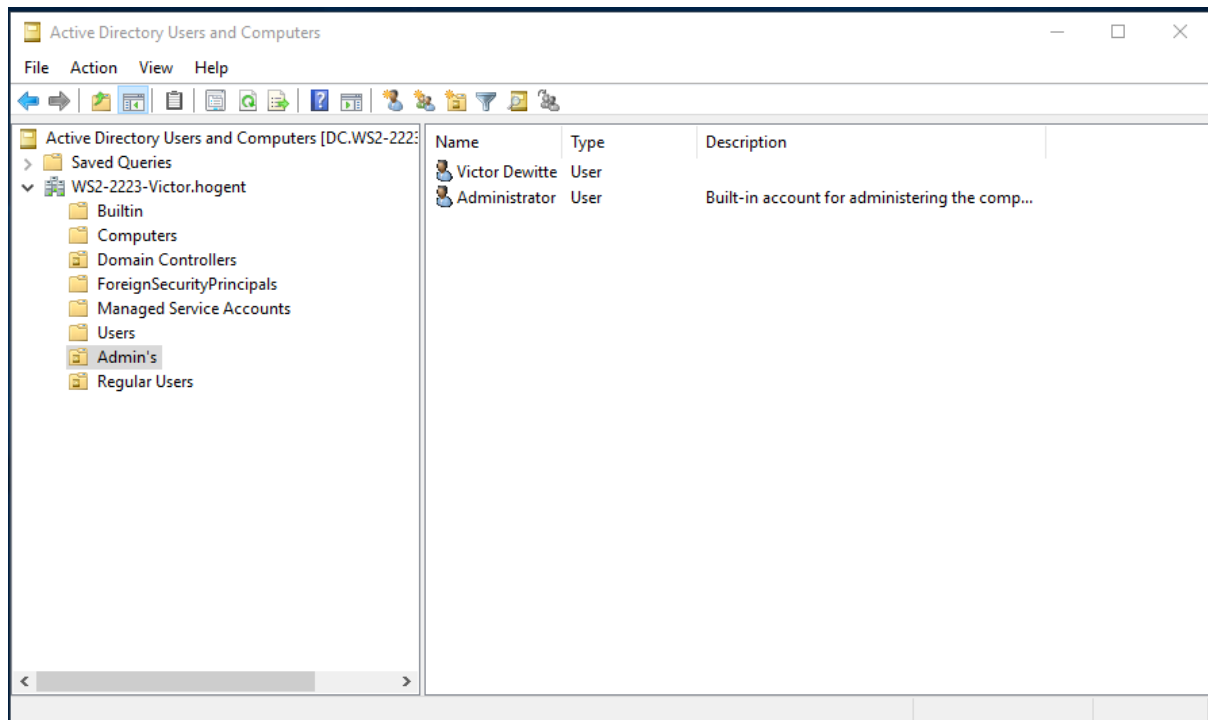 Active Directory Users and Computers
File Action View Help
Active Directory Users and Computers [DC.WS2-222
Saved Queries
WS2-2223-Victor.hogent
Builtin
Computers
Domain Controllers
ForeignSecurityPrincipals
Managed Service Accounts
Users
Admin's
Regular Users
Name Type Description
Victor Dewitte User
Administrator User Built-in account for administering the comp...